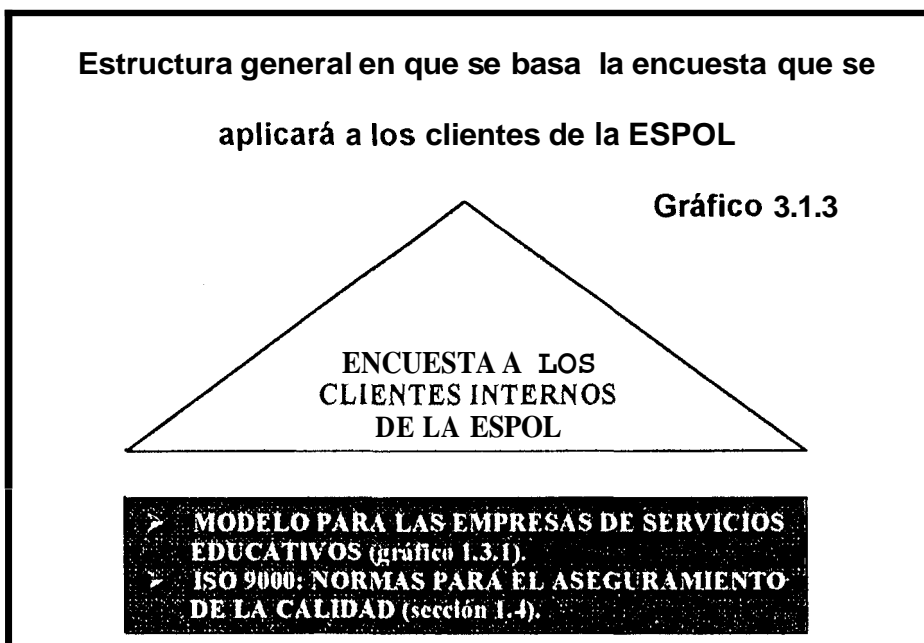 Estructura general en que se basa la encuesta que se
aplicará a los clientes de la ESPOL
Gráfico 3.1.3
ENCUESTA A LOS
CLIENTES INTERNOS
DE LA ESPOL
➢ MODELO PARA LAS EMPRESAS DE SERVICIOS
EDUCATIVOS (gráfico 1.3.1).
➢ ISO 9000: NORMAS PARA EL ASEGURAMIENTO
DE LA CALIDAD (sección 1.4).